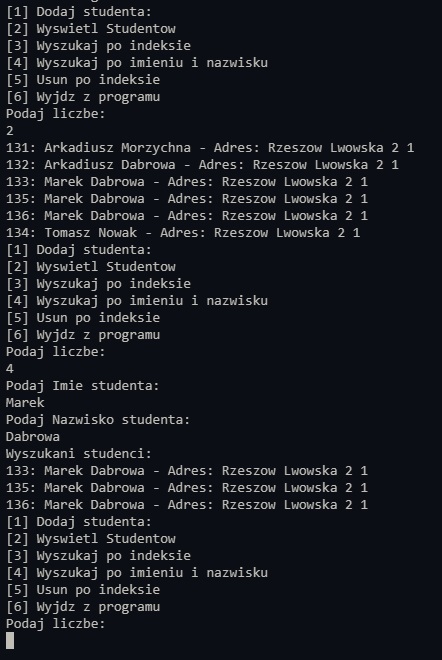 [1] Dodaj studenta:
[2] Wyswietl Studentow
[3] Wyszukaj po indeksie
[4] Wyszukaj po imieniu i nazwisku
[5] Usun po indeksie
[6] Wyjdz z programu
Podaj liczbe:
2
131: Arkadiusz Morzychna - Adres: Rzeszow Lwowska 2 1
132: Arkadiusz Dabrowa - Adres: Rzeszow Lwowska 2 1
133: Marek Dabrowa - Adres: Rzeszow Lwowska 2 1
135: Marek Dabrowa - Adres: Rzeszow Lwowska 2 1
136: Marek Dabrowa - Adres: Rzeszow Lwowska 2 1
134: Tomasz Nowak - Adres: Rzeszow Lwowska 2 1
[1] Dodaj studenta:
[2] Wyswietl Studentow
[3] Wyszukaj po indeksie
[4] Wyszukaj po imieniu i nazwisku
[5] Usun po indeksie
[6] Wyjdz z programu
Podaj liczbe:
4
Podaj Imie studenta:
Marek
Podaj Nazwisko studenta:
Dabrowa
Wyszukani studenci:
133: Marek Dabrowa - Adres: Rzeszow Lwowska 2 1
135: Marek Dabrowa - Adres: Rzeszow Lwowska 2 1
136: Marek Dabrowa - Adres: Rzeszow Lwowska 2 1
[1] Dodaj studenta:
[2] Wyswietl Studentow
[3] Wyszukaj po indeksie
[4] Wyszukaj po imieniu i nazwisku
[5] Usun po indeksie
[6] Wyjdz z programu
Podaj liczbe: